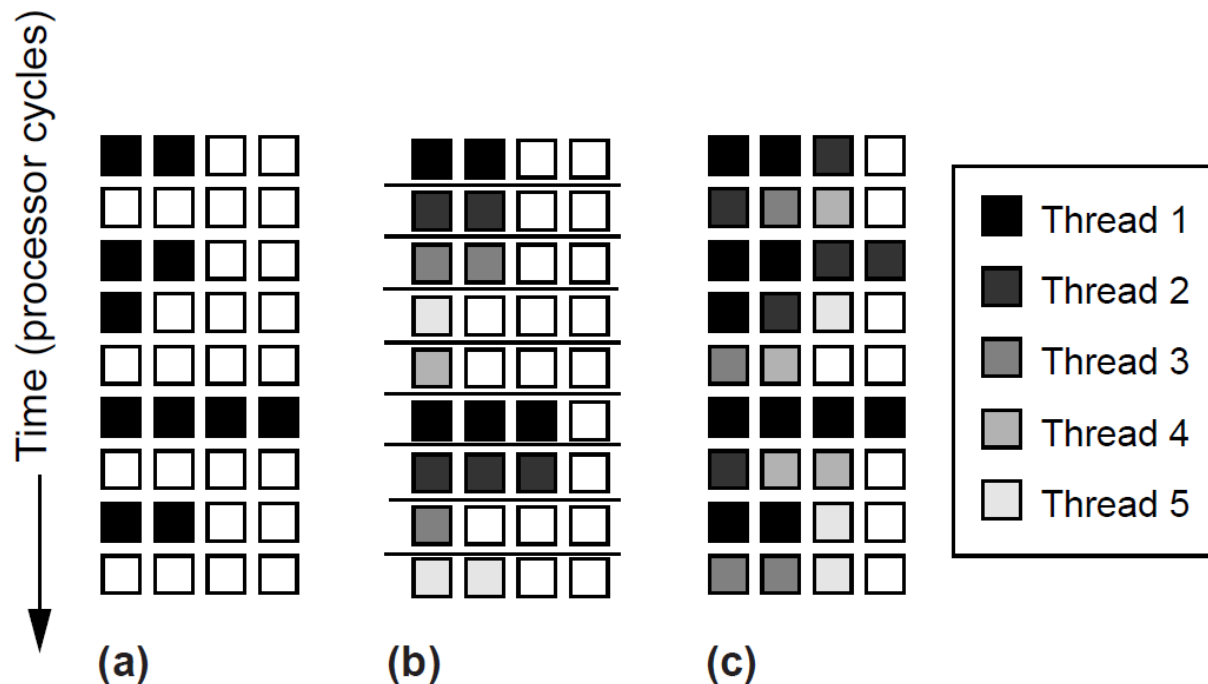 Time (processor cycles)
Thread 1
Thread 2
Thread 3
Thread 4
Thread 5
(a)
(b)
(c)